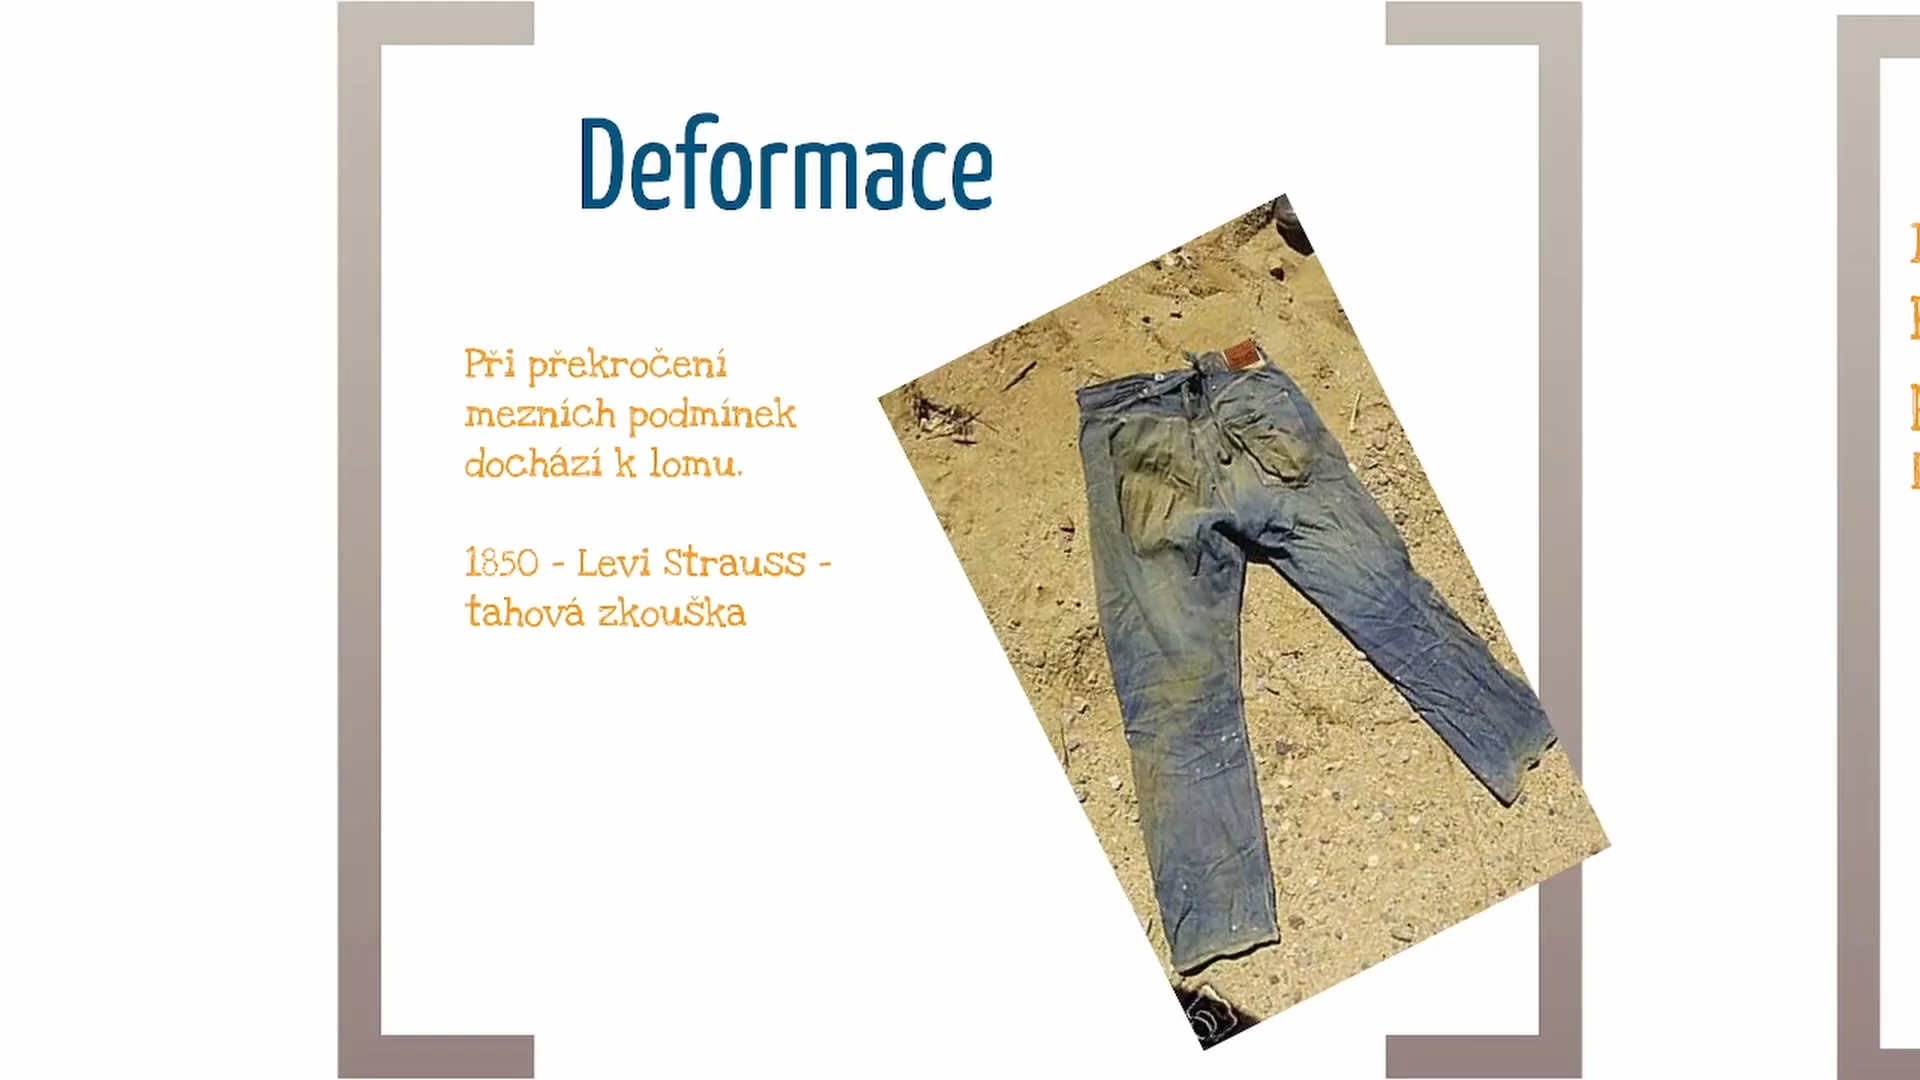 Deformace
Při překročení
mezních podmínek
dochází k lomu.
1850 - Levi Strauss -
tahová zkouška